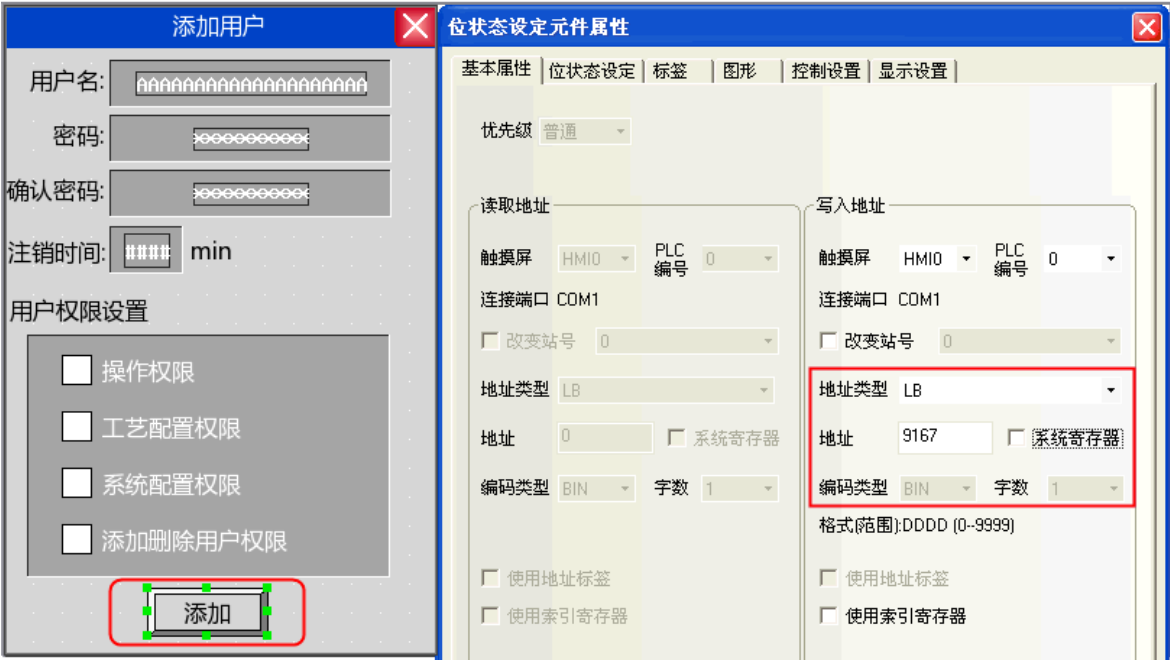 添加用户
用户名:
AAAAAAAAAAAAAAAAAAAA
密码:
**********
确认密码:
**********
注销时间: #### min
用户权限设置
操作权限
工艺配置权限
系统配置权限
添加删除用户权限
添加
位状态设定元件属性
基本属性 位状态设定 标签 图形 控制设置 显示设置
优先级 普通
读取地址
触摸屏 HMI0 PLC编号 0
连接端口 COM1
改变站号 0
地址类型 LB
地址 0 系统寄存器
编码类型 BIN 字数 1
使用地址标签
使用索引寄存器
写入地址
触摸屏 HMI0 PLC编号 0
连接端口 COM1
改变站号 0
地址类型 LB
地址 9167 系统寄存器
编码类型 BIN 字数 1
格式(范围):DDDD (0--9999)
使用地址标签
使用索引寄存器